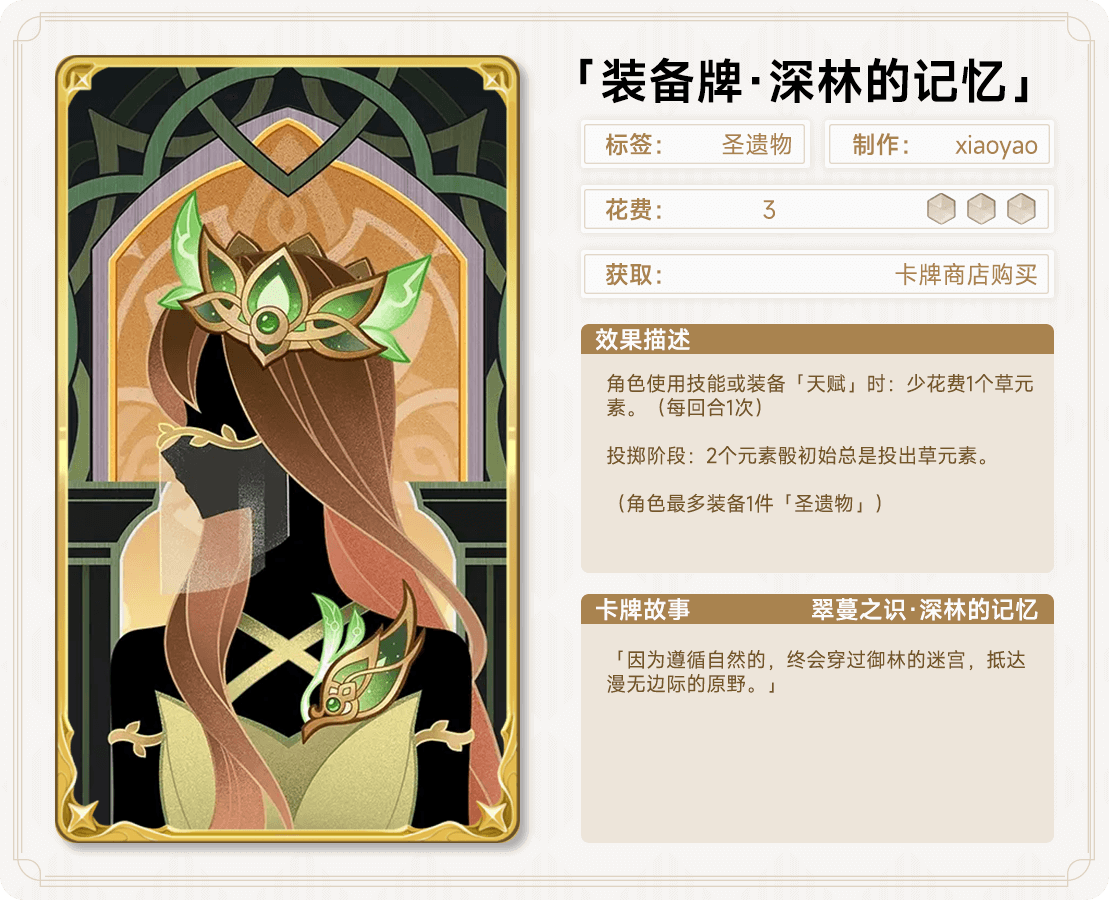 「装备牌·深林的记忆」
标签： 圣遗物 制作： xiaoyao
花费： 3
获取： 卡牌商店购买
效果描述
角色使用技能或装备「天赋」时：少花费1个草元
素。（每回合1次）
投掷阶段：2个元素骰初始总是投出草元素。
（角色最多装备1件「圣遗物」）
卡牌故事 翠蔓之识·深林的记忆
「因为遵循自然的，终会穿过御林的迷宫，抵达
漫无边际的原野。」